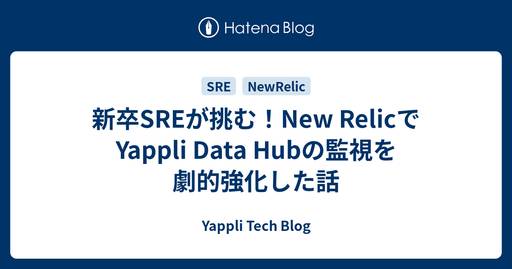 Hatena Blog
SRE NewRelic
新卒SREが挑む！New Relicで
Yappli Data Hubの監視を
劇的強化した話
Yappli Tech Blog